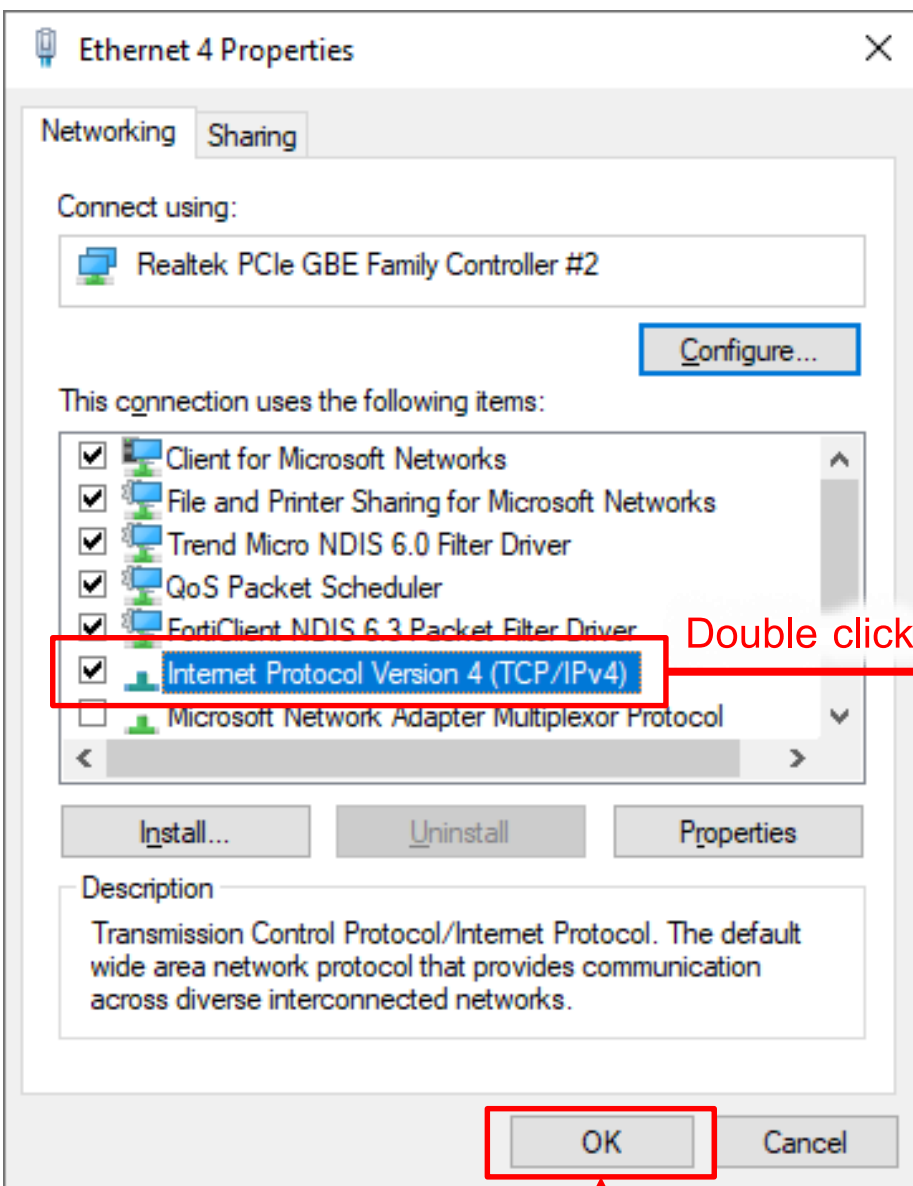 Ethernet 4 Properties
Networking
Sharing
Connect using:
Realtek PCIe GBE Family Controller #2
Configure...
This connection uses the following items:
Client for Microsoft Networks
File and Printer Sharing for Microsoft Networks
Trend Micro NDIS 6.0 Filter Driver
QoS Packet Scheduler
FortiClient NDIS 6.3 Packet Filter Driver
Double click
Internet Protocol Version 4 (TCP/IPv4)
Microsoft Network Adapter Multiplexor Protocol
Install...
Uninstall
Properties
Description
Transmission Control Protocol/Internet Protocol. The default
wide area network protocol that provides communication
across diverse interconnected networks.
OK
Cancel